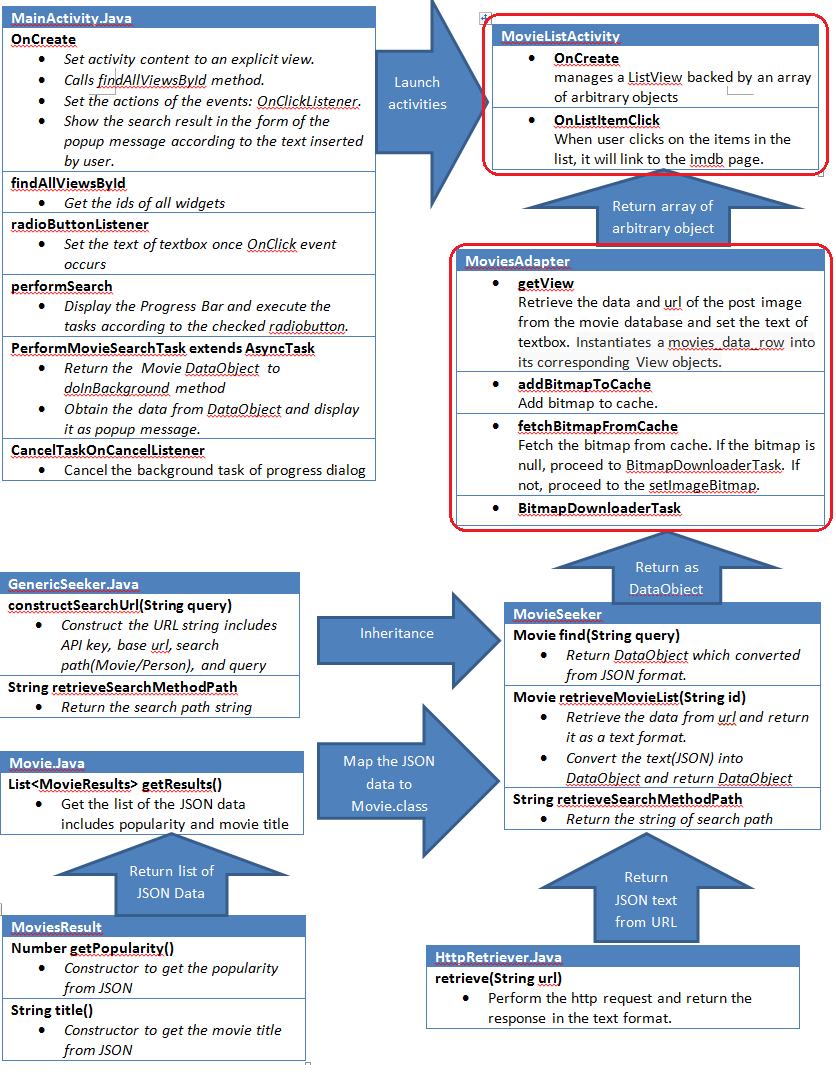 MainActivity.Java
OnCreate
• Set activity content to an explicit view.
• Calls findAllViewsById method.
• Set the actions of the events: OnClickListener.
• Show the search result in the form of the
popup message according to the text inserted
by user.
findAllViewsById
• Get the ids of all widgets
radioButtonListener
• Set the text of textbox once OnClick event
occurs
performSearch
• Display the Progress Bar and execute the
tasks according to the checked radiobutton.
PerformMovieSearchTask extends AsyncTask
• Return the Movie DataObject to
doInBackground method
• Obtain the data from DataObject and display
it as popup message.
CancelTaskOnCancelListener
• Cancel the background task of progress dialog
Launch
activities
MovieListActivity
• OnCreate
manages a ListView backed by an array
of arbitrary objects
• OnListItemClick
When user clicks on the items in the
list, it will link to the imdb page.
Return array of
arbitrary object
MoviesAdapter
• getView
Retrieve the data and url of the post image
from the movie database and set the text of
textbox. Instantiates a movies_data_row into
its corresponding View objects.
• addBitmapToCache
Add bitmap to cache.
• fetchBitmapFromCache
Fetch the bitmap from cache. If the bitmap is
null, proceed to BitmapDownloaderTask. If
not, proceed to the setImageBitmap.
• BitmapDownloaderTask
Return as
DataObject
GenericSeeker.Java
constructSearchUrl(String query)
• Construct the URL string includes
API key, base url, search
path(Movie/Person), and query
String retrieveSearchMethodPath
• Return the search path string
Inheritance
MovieSeeker
Movie find(String query)
• Return DataObject which converted
from JSON format.
Movie retrieveMovieList(String id)
• Retrieve the data from url and return
it as a text format.
• Convert the text(JSON) into
DataObject and return DataObject
String retrieveSearchMethodPath
• Return the string of search path
Movie.Java
List<MovieResults> getResults()
• Get the list of the JSON data
includes popularity and movie title
Map the JSON
data to
Movie.class
Return list of
JSON Data
Return
JSON text
from URL
MoviesResult
Number getPopularity()
• Constructor to get the popularity
from JSON
String title()
• Constructor to get the movie title
from JSON
HttpRetriever.Java
retrieve(String url)
• Perform the http request and return the
response in the text format.